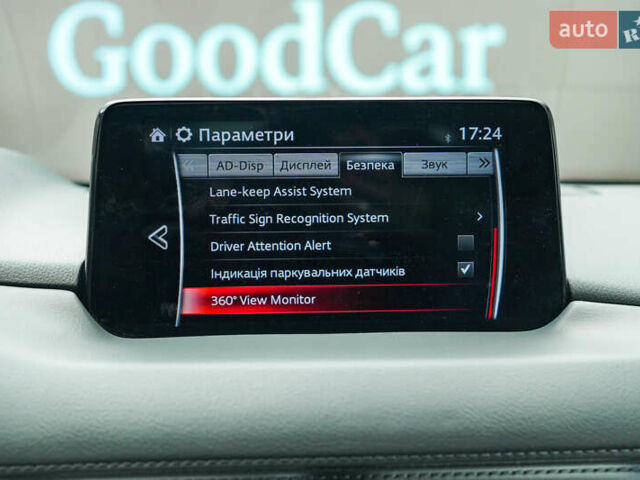 GoodCar
auto
Параметри
17:24
AD-Disp Дисплей Безпека Звук
Lane-keep Assist System
Traffic Sign Recognition System
Driver Attention Alert
Індикація паркувальних датчиків
360° View Monitor